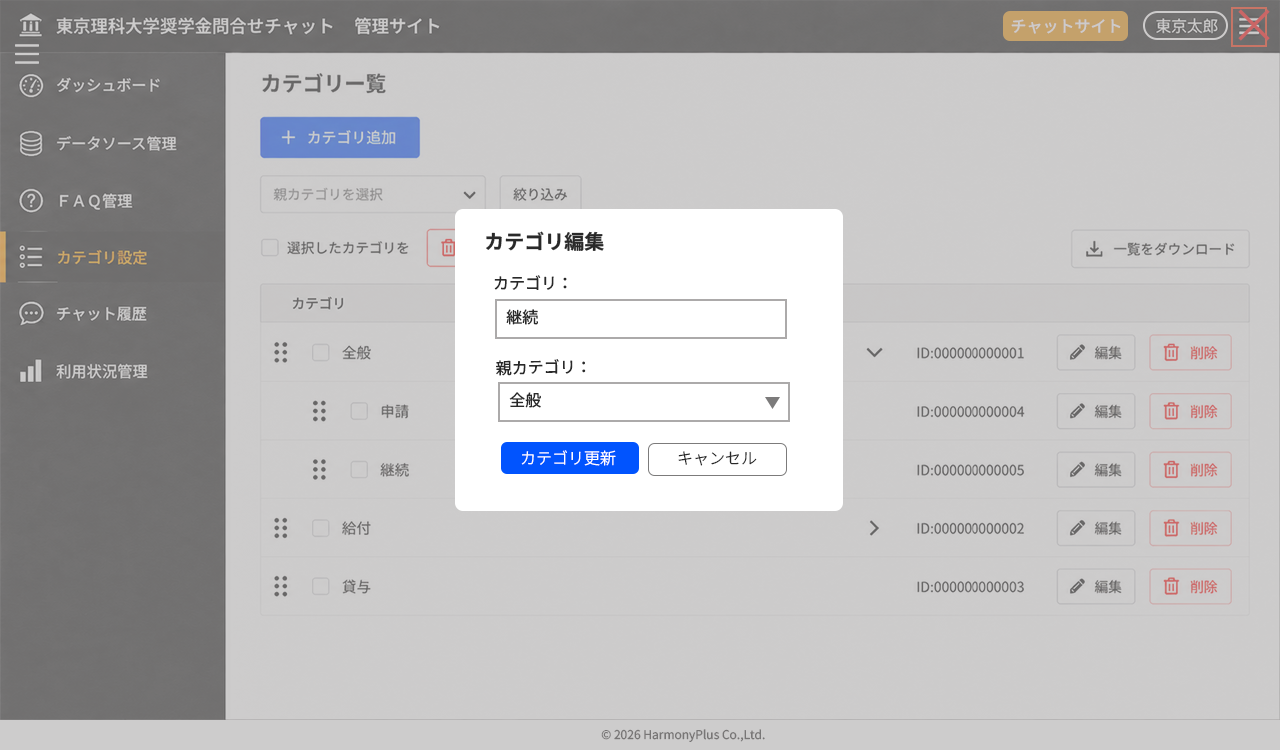 東京理科大学奨学金問合せチャット　管理サイト
チャットサイト
東京太郎
ダッシュボード
データソース管理
ＦＡＱ管理
カテゴリ設定
チャット履歴
利用状況管理
カテゴリ一覧
＋ カテゴリ追加
親カテゴリを選択
絞り込み
選択したカテゴリを
一覧をダウンロード
カテゴリ
全般
ID:000000000001
編集
削除
申請
ID:000000000004
編集
削除
継続
ID:000000000005
編集
削除
給付
ID:000000000002
編集
削除
貸与
ID:000000000003
編集
削除
カテゴリ編集
カテゴリ：
継続
親カテゴリ：
全般
カテゴリ更新
キャンセル
© 2026 HarmonyPlus Co.,Ltd.